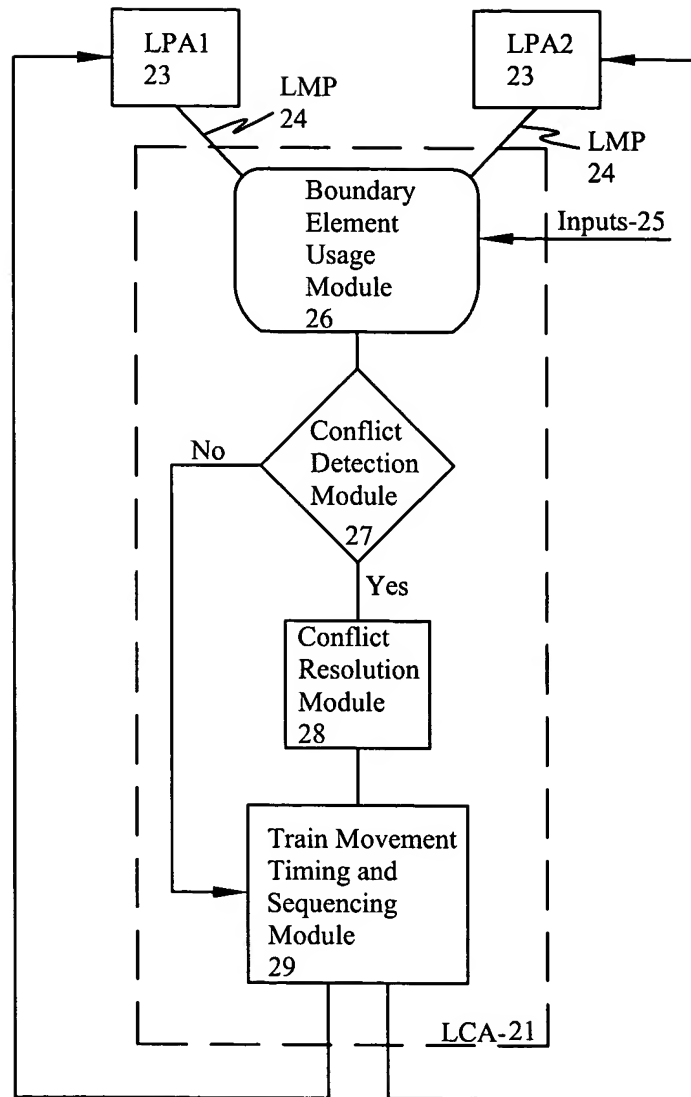 LPA1
23
LPA2
23
LMP
24
LMP
24
Boundary
Element
Usage
Module
26
Inputs-25
Conflict
Detection
Module
27
No
Yes
Conflict
Resolution
Module
28
Train Movement
Timing and
Sequencing
Module
29
LCA-21